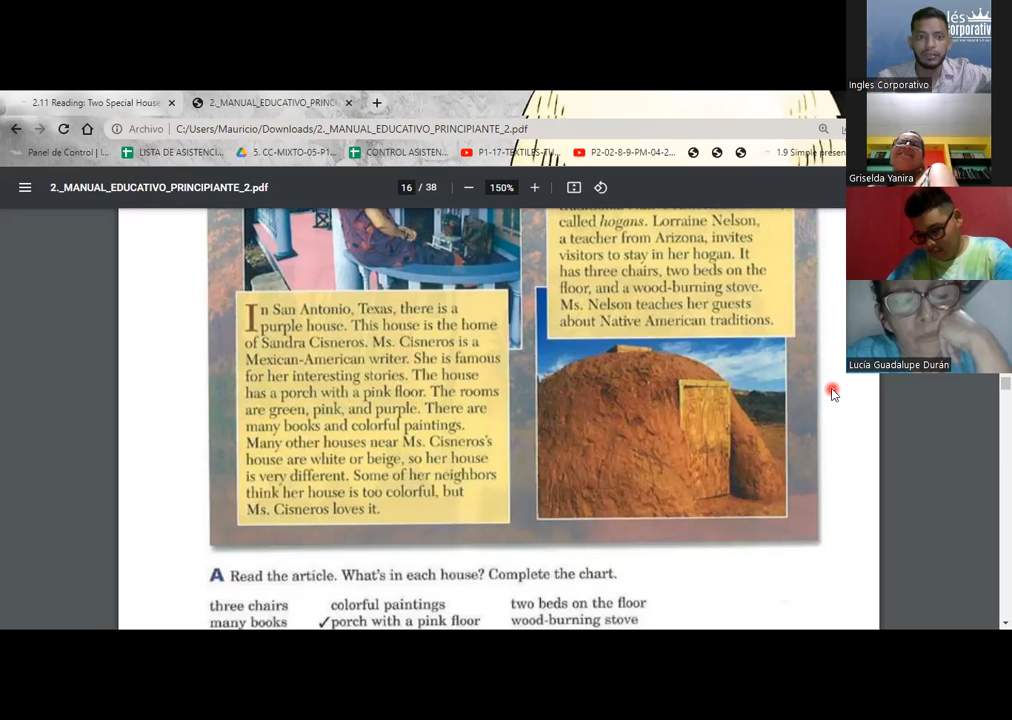 lés
orporativ
Ingles Corporativo
Griselda Yanira
Lucía Guadalupe Durán
2.11 Reading: Two Special House
2._MANUAL_EDUCATIVO_PRINCI
Archivo
C:/Users/Mauricio/Downloads/2._MANUAL_EDUCATIVO_PRINCIPIANTE_2.pdf
Panel de Control | I...
LISTA DE ASISTENCI...
5. CC-MIXTO-05-P1...
CONTROL ASISTEN...
P1-17-TEXTILES-TU...
P2-02-8-9-PM-04-2...
1.9 Simple presen
2._MANUAL_EDUCATIVO_PRINCIPIANTE_2.pdf
16 / 38
150%
called hogans. Lorraine Nelson,
a teacher from Arizona, invites
visitors to stay in her hogan. It
has three chairs, two beds on the
floor, and a wood-burning stove.
Ms. Nelson teaches her guests
about Native American traditions.
In San Antonio, Texas, there is a
purple house. This house is the home
of Sandra Cisneros. Ms. Cisneros is a
Mexican-American writer. She is famous
for her interesting stories. The house
has a porch with a pink floor. The rooms
are green, pink, and purple. There are
many books and colorful paintings.
Many other houses near Ms. Cisneros's
house are white or beige, so her house
is very different. Some of her neighbors
think her house is too colorful, but
Ms. Cisneros loves it.
A Read the article. What's in each house? Complete the chart.
three chairs colorful paintings two beds on the floor
many books ✓porch with a pink floor wood-burning stove